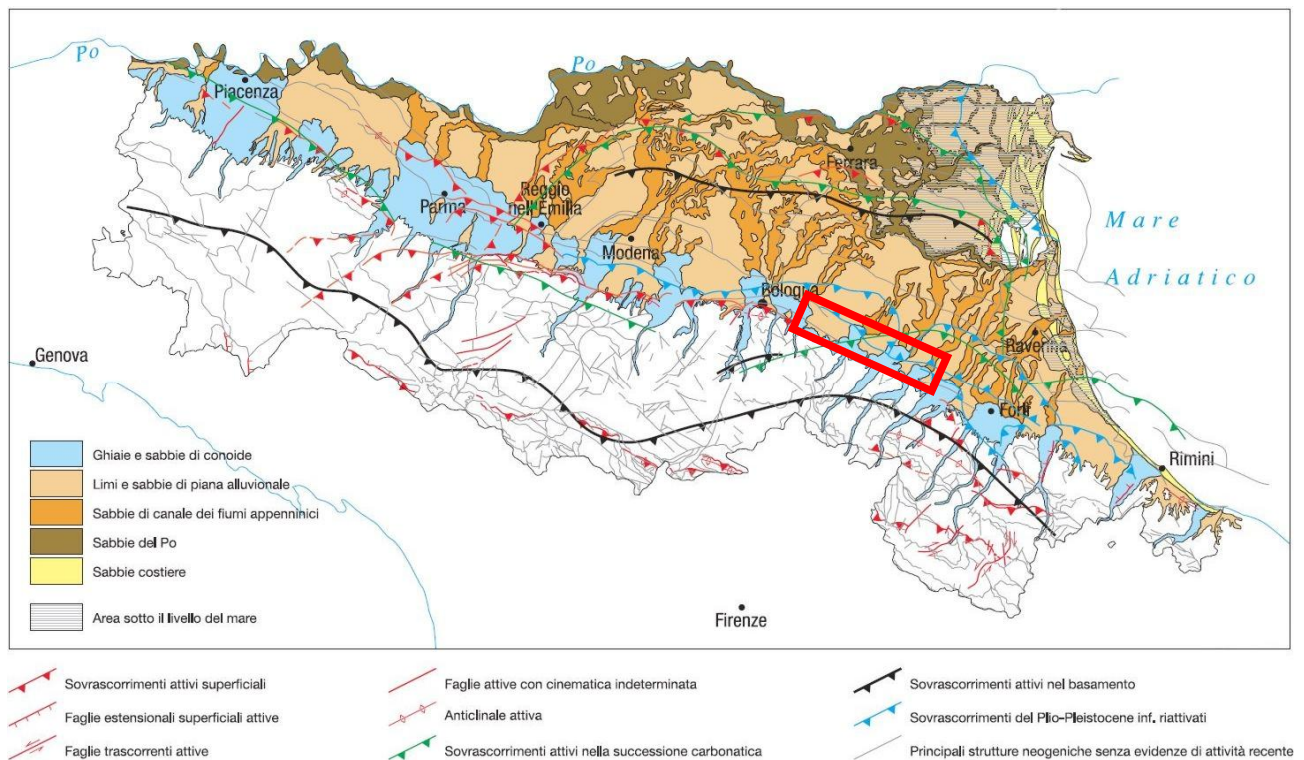 Po
Po
Piacenza
Ferrara
Parma
Reggio
nell'Emilia
Modena
Mare
Adriatico
Bologna
Ravenna
Genova
Forlì
Rimini
Firenze
Ghiaie e sabbie di conoide
Limi e sabbie di piana alluvionale
Sabbie di canale dei fiumi appenninici
Sabbie del Po
Sabbie costiere
Area sotto il livello del mare
Sovrascorrimenti attivi superficiali
Faglie estensionali superficiali attive
Faglie trascorrenti attive
Faglie attive con cinematica indeterminata
Anticlinale attiva
Sovrascorrimenti attivi nella successione carbonatica
Sovrascorrimenti attivi nel basamento
Sovrascorrimenti del Plio-Pleistocene inf. riattivati
Principali strutture neogeniche senza evidenze di attività recente